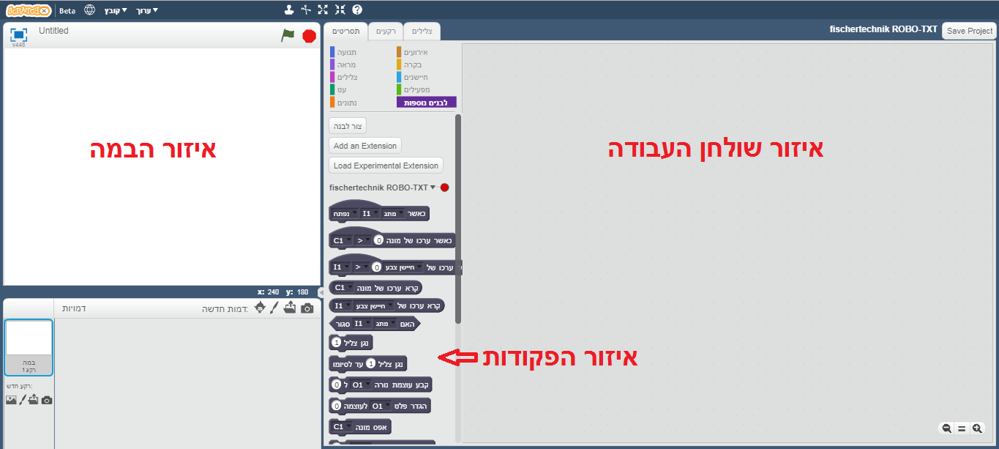 SCRATCH Beta קובץ ערוך
v448
Untitled
תסריטים רקעים צלילים
fischertechnik ROBO-TXT Save Project
תנועה אירועים
מראה בקרה
צלילים חיישנים
עט מפעילים
נתונים לבנים נוספות
צור לבנה
Add an Extension
Load Experimental Extension
fischertechnik ROBO-TXT
כאשר מתג I1 נפתח
כאשר ערכו של מונה 0 > C1
ערכו של חיישן צבע 0 > I1
קרא ערכו של מונה C1
קרא ערכו של חיישן צבע I1
האם מתג I1 סגור
נגן צליל 1
נגן צליל 1 עד לסיומו
קבע עוצמת נורה O1 ל 0
הגדר פלט O1 לעוצמה 0
אפס מונה C1
איזור הבמה
איזור שולחן העבודה
איזור הפקודות
x: 240 y: 180
דמויות
דמות חדשה:
במה
רקע 1
רקע חדש: